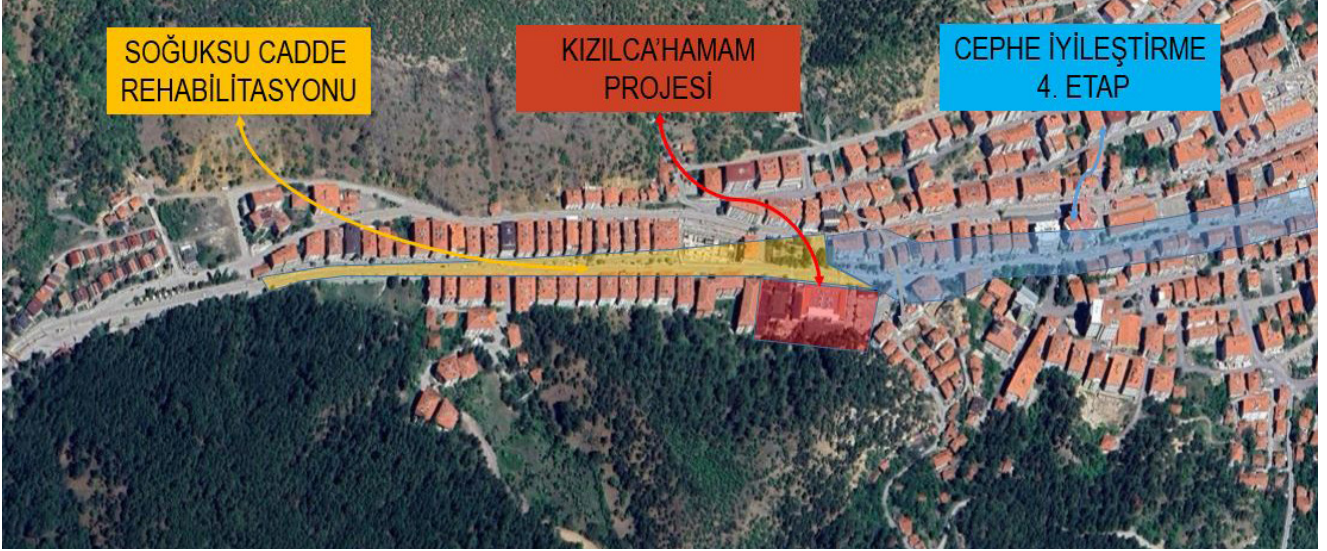 SOĞUKSU CADDE
REHABİLİTASYONU
KIZILCA'HAMAM
PROJESİ
CEPHE İYİLEŞTİRME
4. ETAP